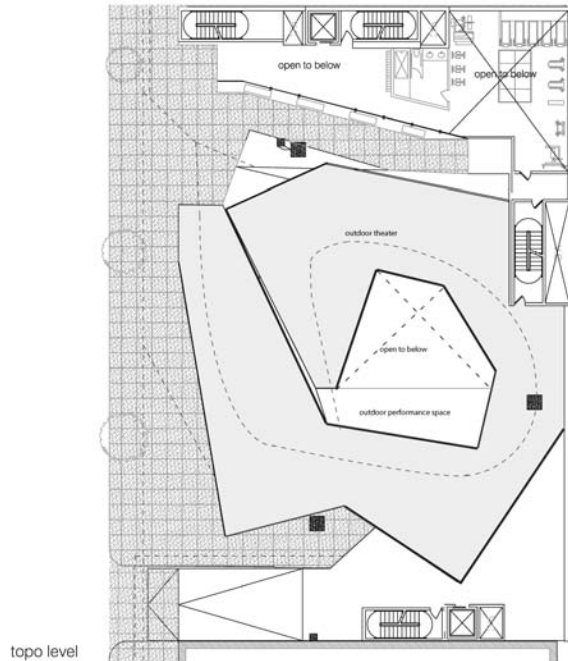 open to below
open to below
outdoor theater
open to below
outdoor performance space
topo level